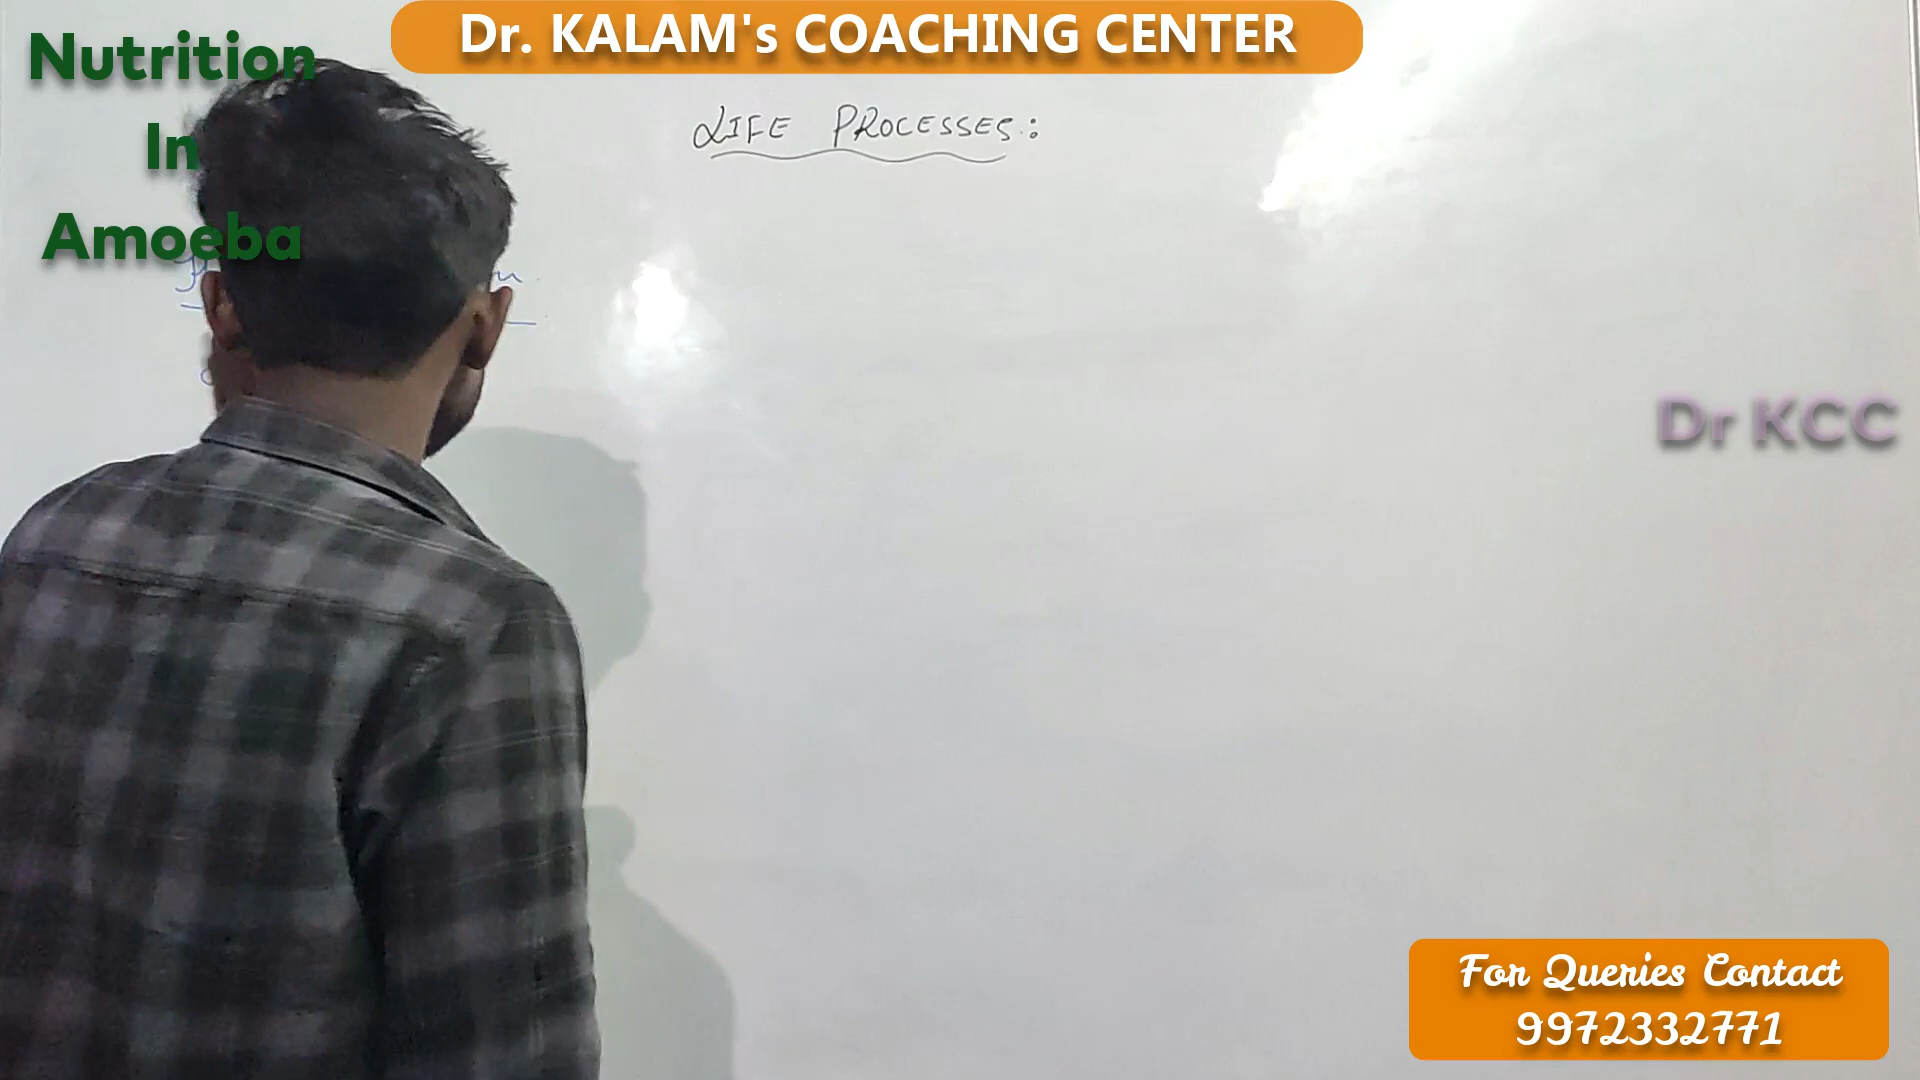 Dr. KALAM's COACHING CENTER
Nutrition
In
Amoeba
LIFE PROCESSES:
Dr KCC
For Queries Contact
9972332771